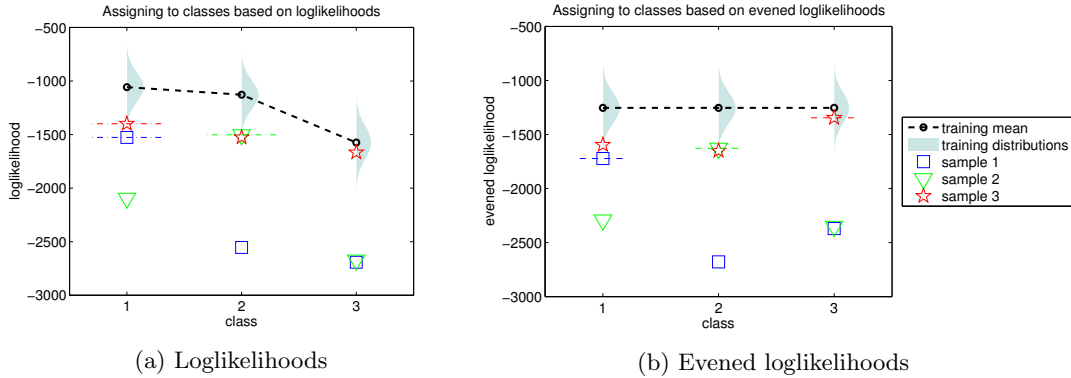 Assigning to classes based on loglikelihoods
−500
−1000
−1500
−2000
−2500
−3000
loglikelihood
1 2 3
class
(a) Loglikelihoods
Assigning to classes based on evened loglikelihoods
−500
−1000
−1500
−2000
−2500
−3000
evened loglikelihood
1 2 3
class
(b) Evened loglikelihoods
training mean
training distributions
sample 1
sample 2
sample 3